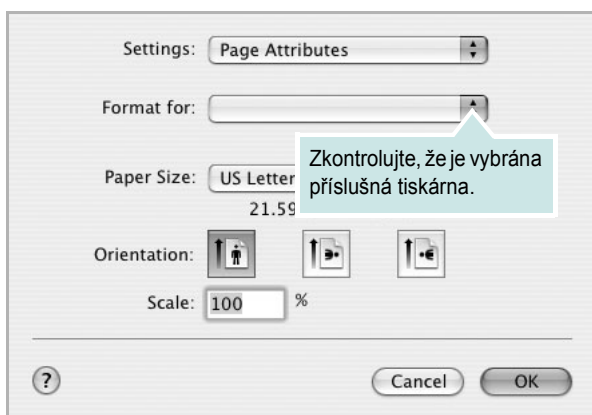 Settings: Page Attributes
Format for:
Zkontrolujte, že je vybrána
příslušná tiskárna.
Paper Size: US Letter
21.59
Orientation:
Scale: 100 %
? Cancel OK